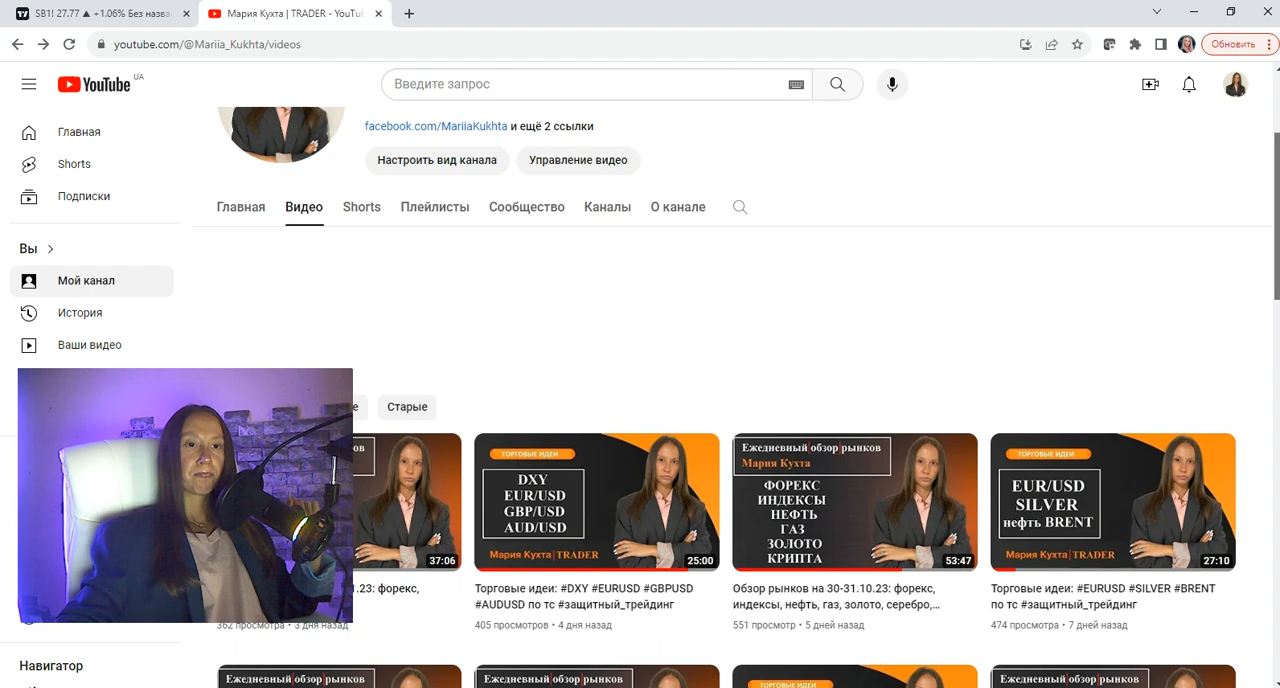 SB1! 27.77 ▲ +1.06% Без назва
Мария Кухта | TRADER - YouTu
youtube.com/@Mariia_Kukhta/videos
Обновить
YouTube UA
Введите запрос
Главная
Shorts
Подписки
Вы
Мой канал
История
Ваши видео
Навигатор
facebook.com/MariiaKukhta и ещё 2 ссылки
Настроить вид канала
Управление видео
Главная
Видео
Shorts
Плейлисты
Сообщество
Каналы
О канале
Старые
37:06
1.23: форекс,
362 просмотра • 3 дня назад
ТОРГОВЫЕ ИДЕИ
DXY
EUR/USD
GBP/USD
AUD/USD
Мария Кухта | TRADER
25:00
Торговые идеи: #DXY #EURUSD #GBPUSD
#AUDUSD по тс #защитный_трейдинг
405 просмотров • 4 дня назад
Ежедневный обзор рынков
Мария Кухта
ФОРЕКС
ИНДЕКСЫ
НЕФТЬ
ГАЗ
ЗОЛОТО
КРИПТА
53:47
Обзор рынков на 30-31.10.23: форекс,
индексы, нефть, газ, золото, серебро,...
551 просмотр • 5 дней назад
ТОРГОВЫЕ ИДЕИ
EUR/USD
SILVER
нефть BRENT
Мария Кухта | TRADER
27:10
Торговые идеи: #EURUSD #SILVER #BRENT
по тс #защитный_трейдинг
474 просмотра • 7 дней назад
Ежедневный обзор рынков
Ежедневный обзор рынков
ТОРГОВЫЕ ИДЕИ
Ежедневный обзор рынков